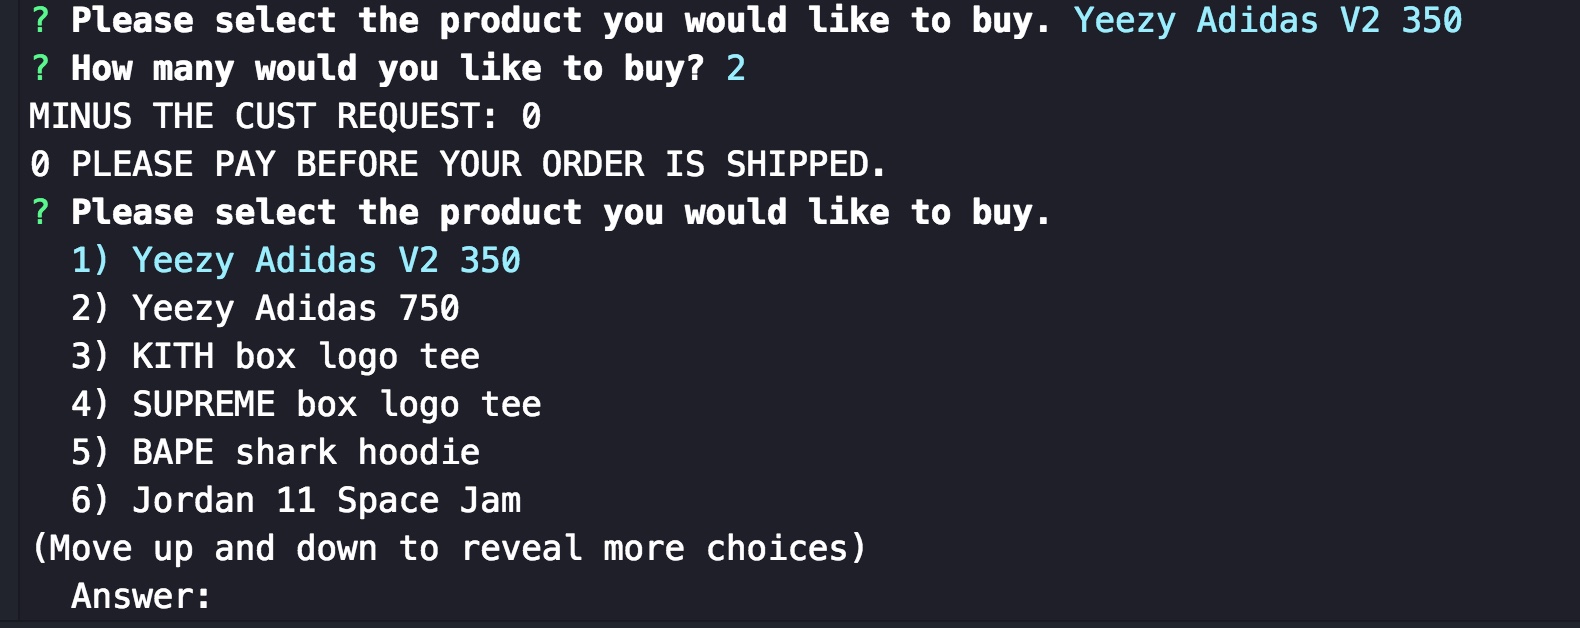 ? Please select the product you would like to buy. Yeezy Adidas V2 350
? How many would you like to buy? 2
MINUS THE CUST REQUEST: 0
0 PLEASE PAY BEFORE YOUR ORDER IS SHIPPED.
? Please select the product you would like to buy.
1) Yeezy Adidas V2 350
2) Yeezy Adidas 750
3) KITH box logo tee
4) SUPREME box logo tee
5) BAPE shark hoodie
6) Jordan 11 Space Jam
(Move up and down to reveal more choices)
Answer: